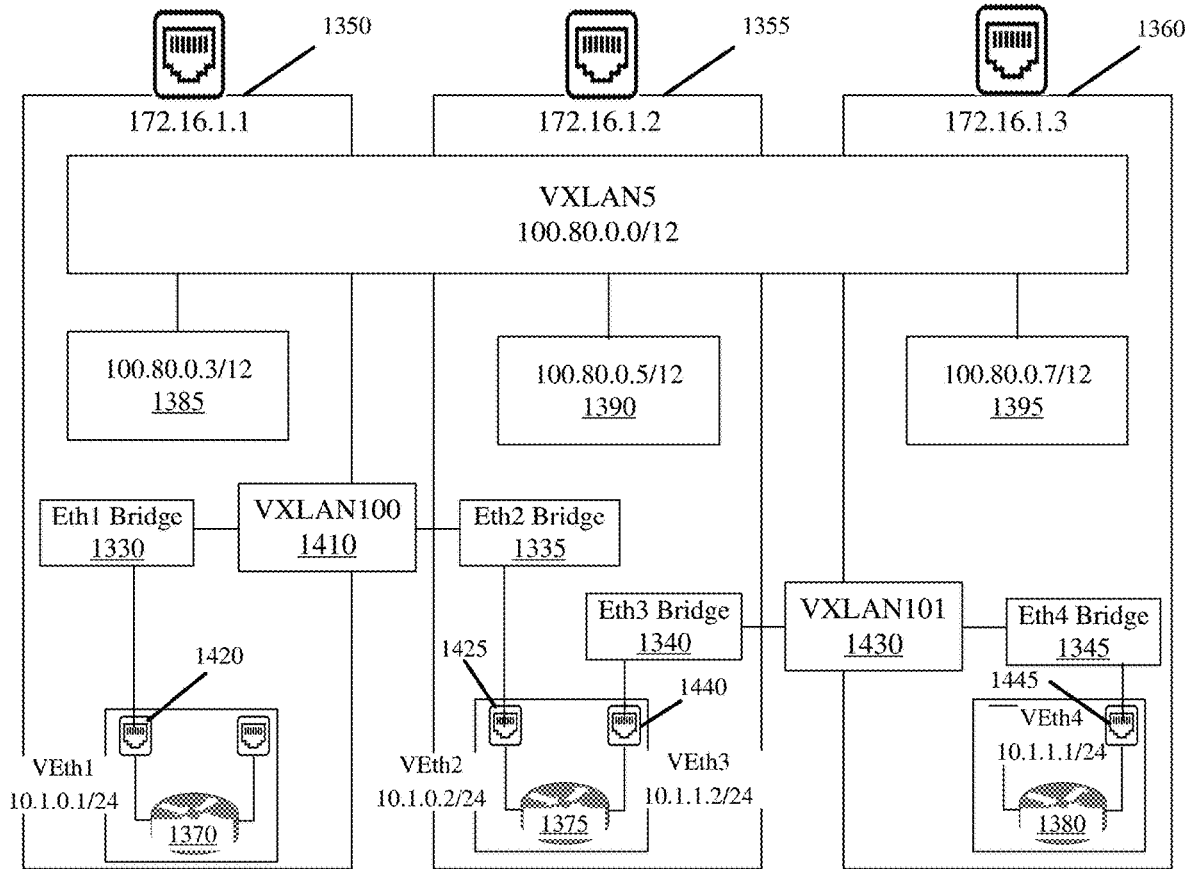 1350
1355
1360
172.16.1.1
172.16.1.2
172.16.1.3
VXLAN5
100.80.0.0/12
100.80.0.3/12
1385
100.80.0.5/12
1390
100.80.0.7/12
1395
Eth1 Bridge
1330
VXLAN100
1410
Eth2 Bridge
1335
Eth3 Bridge
1340
VXLAN101
1430
Eth4 Bridge
1345
1420
1425
1440
1445
VEth1
10.1.0.1/24
1370
VEth2
10.1.0.2/24
1375
VEth3
10.1.1.2/24
VEth4
10.1.1.1/24
1380